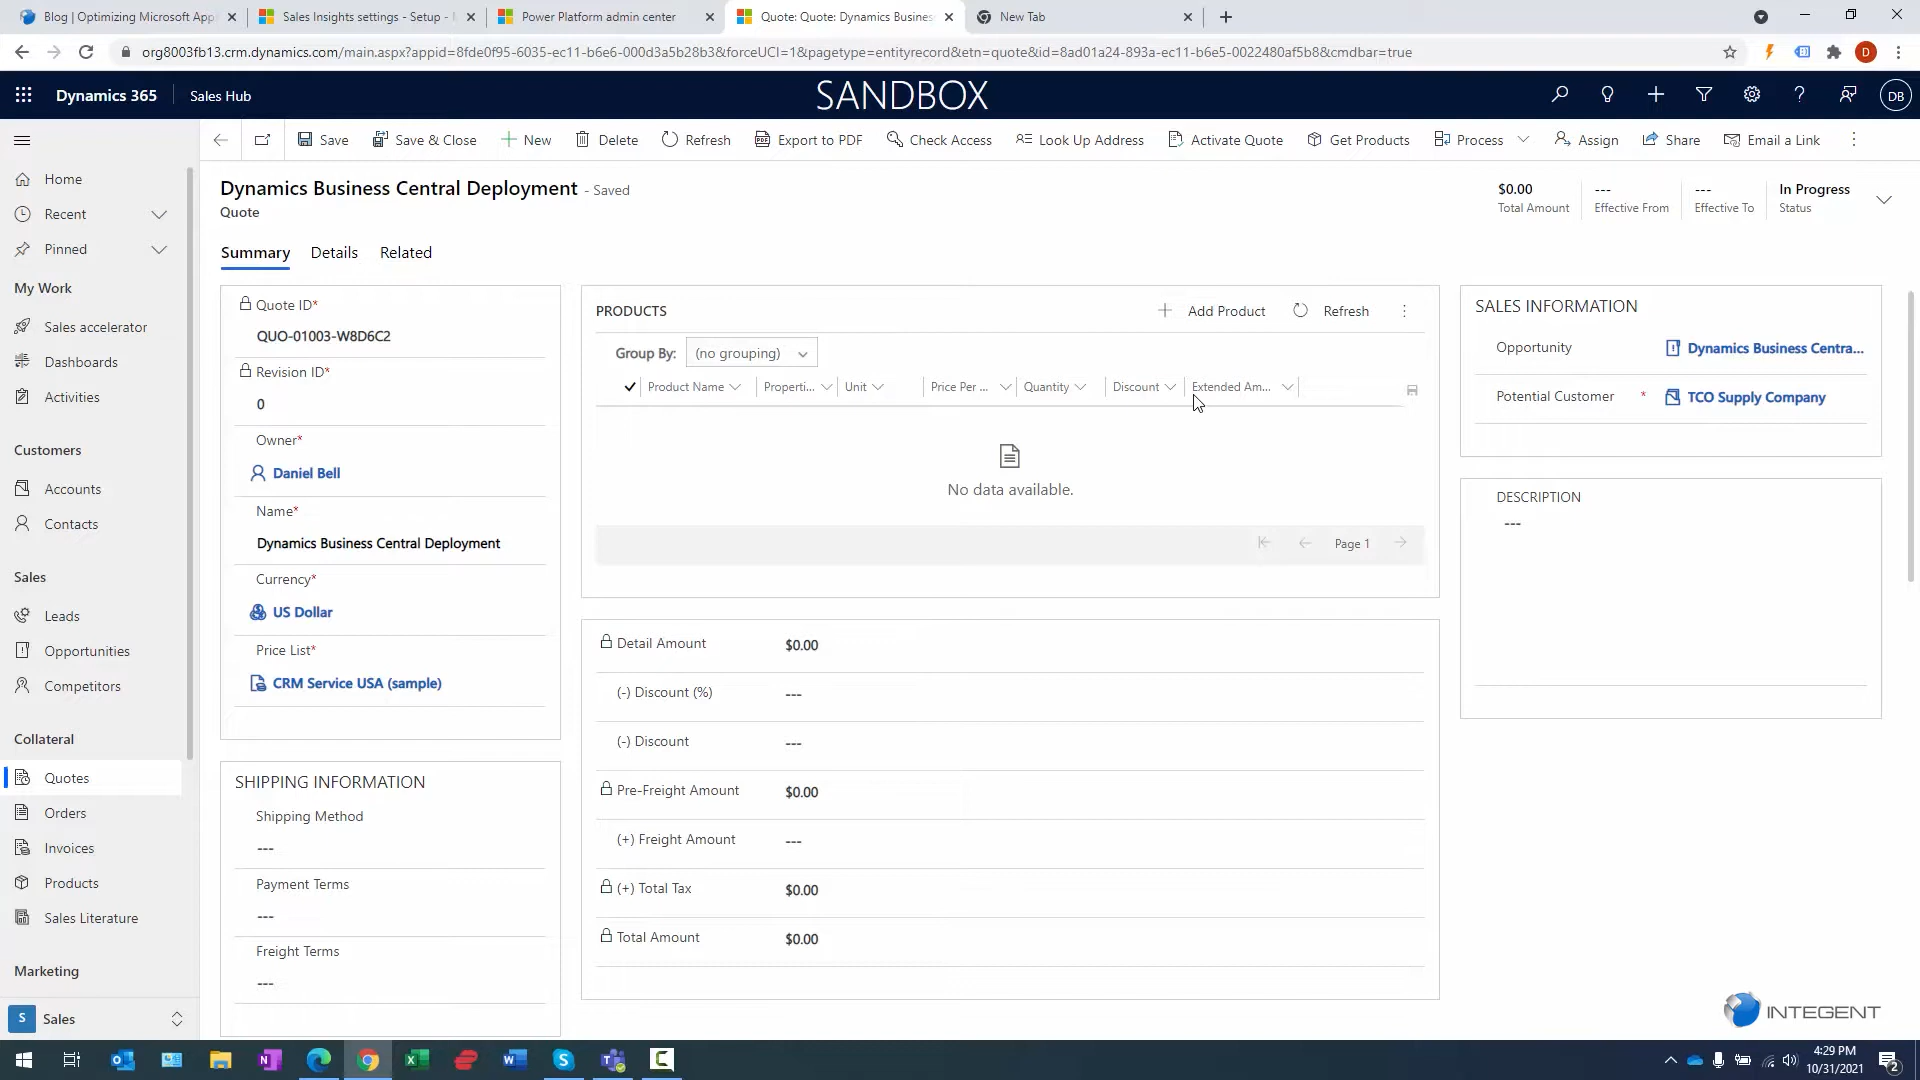 Blog | Optimizing Microsoft App
Sales Insights settings - Setup -
Power Platform admin center
Quote: Quote: Dynamics Busines
New Tab
org8003fb13.crm.dynamics.com/main.aspx?appid=8fde0f95-6035-ec11-b6e6-000d3a5b28b3&forceUCI=1&pagetype=entityrecord&etn=quote&id=8ad01a24-893a-ec11-b6e5-0022480af5b8&cmdbar=true
D
Dynamics 365
Sales Hub
SANDBOX
DB
Save
Save & Close
New
Delete
Refresh
Export to PDF
Check Access
Look Up Address
Activate Quote
Get Products
Process
Assign
Share
Email a Link
Home
Recent
Pinned
My Work
Sales accelerator
Dashboards
Activities
Customers
Accounts
Contacts
Sales
Leads
Opportunities
Competitors
Collateral
Quotes
Orders
Invoices
Products
Sales Literature
Marketing
S
Sales
Dynamics Business Central Deployment - Saved
Quote
$0.00
Total Amount
---
Effective From
---
Effective To
In Progress
Status
Summary
Details
Related
Quote ID*
QUO-01003-W8D6C2
Revision ID*
0
Owner*
Daniel Bell
Name*
Dynamics Business Central Deployment
Currency*
US Dollar
Price List*
CRM Service USA (sample)
SHIPPING INFORMATION
Shipping Method
---
Payment Terms
---
Freight Terms
---
PRODUCTS
Add Product
Refresh
Group By:
(no grouping)
Product Name
Properti...
Unit
Price Per ...
Quantity
Discount
Extended Am...
No data available.
Page 1
Detail Amount
$0.00
(-) Discount (%)
---
(-) Discount
---
Pre-Freight Amount
$0.00
(+) Freight Amount
---
(+) Total Tax
$0.00
Total Amount
$0.00
SALES INFORMATION
Opportunity
Dynamics Business Centra...
Potential Customer *
TCO Supply Company
DESCRIPTION
---
INTEGENT
4:29 PM
10/31/2021
2